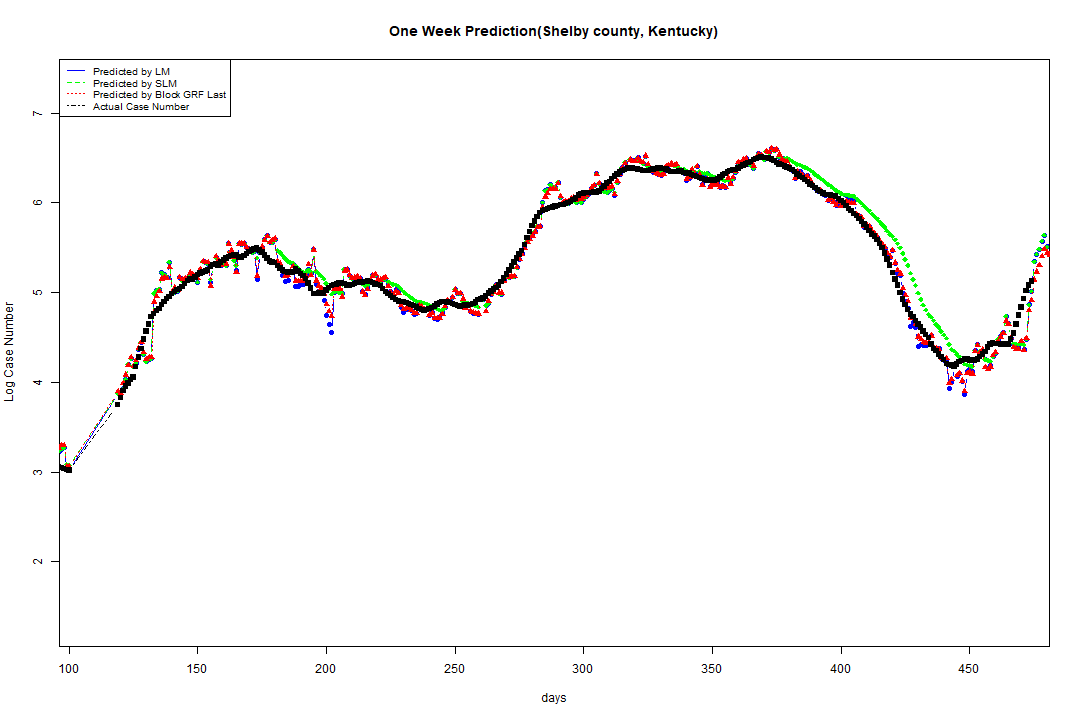 One Week Prediction(Shelby county, Kentucky)
Predicted by LM
Predicted by SLM
Predicted by Block GRF Last
Actual Case Number
7
6
5
4
3
2
Log Case Number
100 150 200 250 300 350 400 450
days